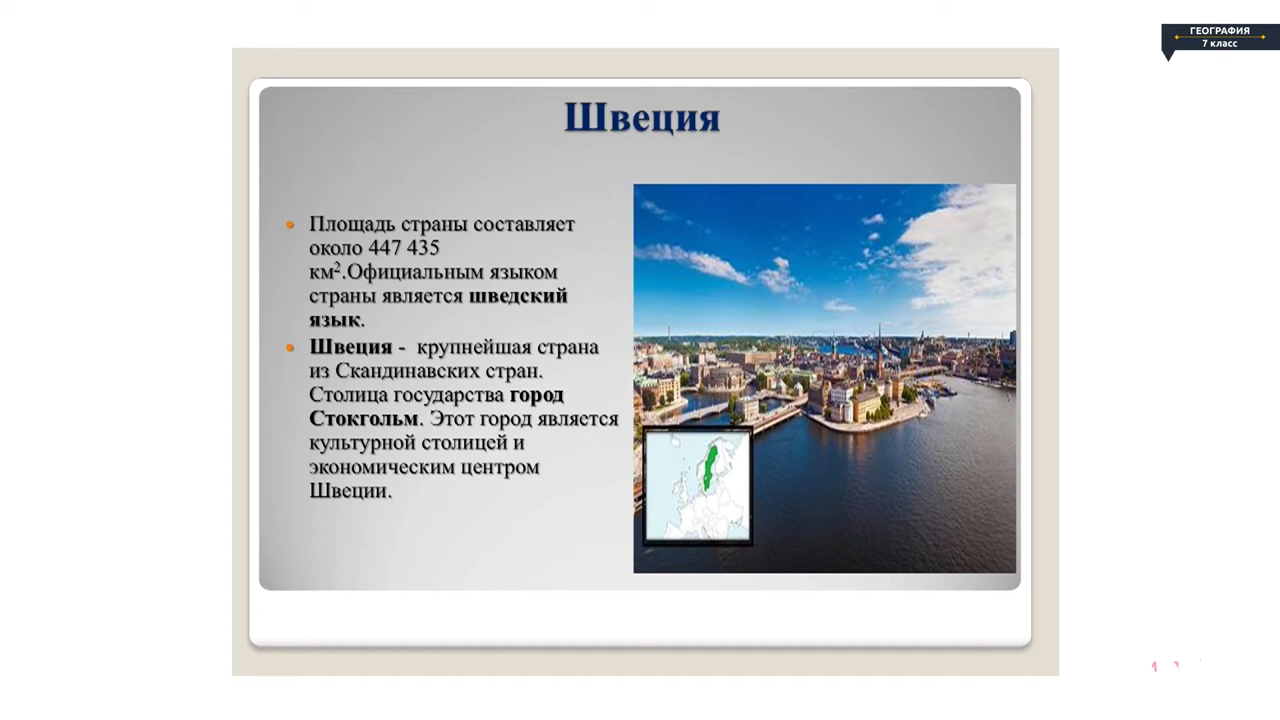 ГЕОГРАФИЯ
7 класс
Швеция
Площадь страны составляет
около 447 435
км².Официальным языком
страны является шведский
язык.
Швеция - крупнейшая страна
из Скандинавских стран.
Столица государства город
Стокгольм. Этот город является
культурной столицей и
экономическим центром
Швеции.